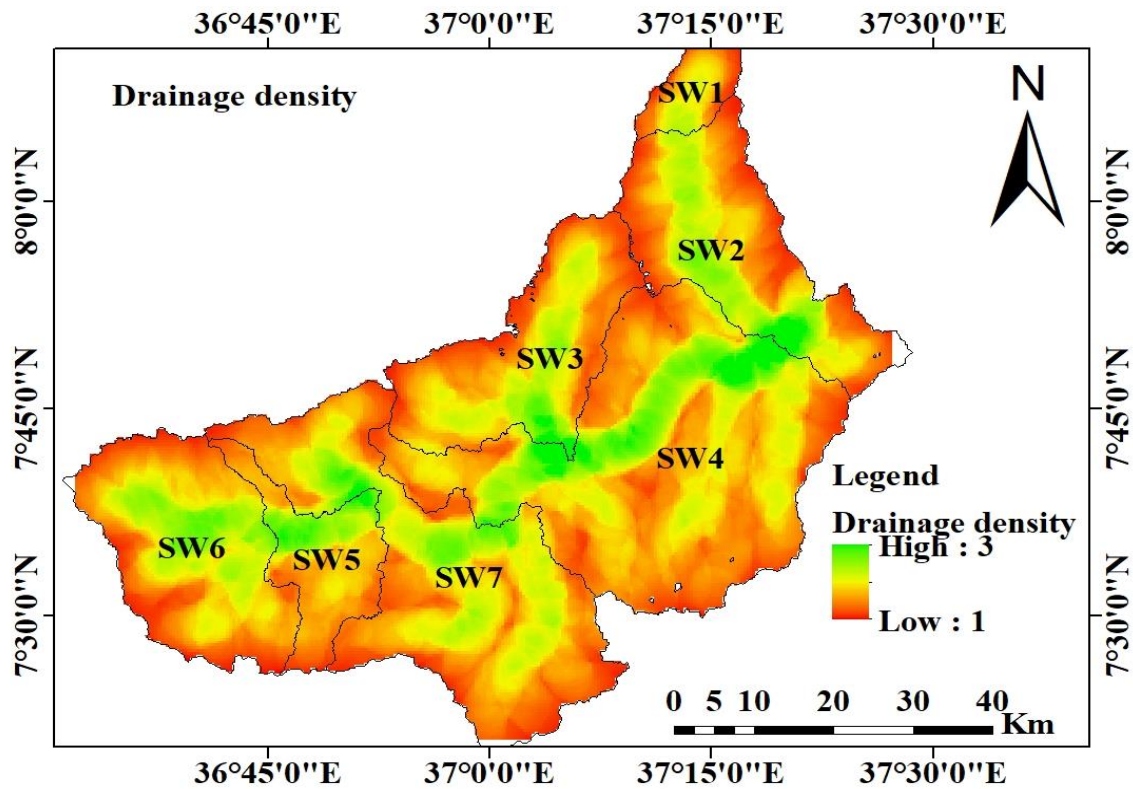 36°45'0"E 37°0'0"E 37°15'0"E 37°30'0"E
Drainage density
N
SW1
8°0'0"N
8°0'0"N
SW2
SW3
7°45'0"N
7°45'0"N
SW4
Legend
Drainage density
High : 3
Low : 1
SW6
SW5
SW7
7°30'0"N
7°30'0"N
0 5 10 20 30 40
Km
36°45'0"E 37°0'0"E 37°15'0"E 37°30'0"E